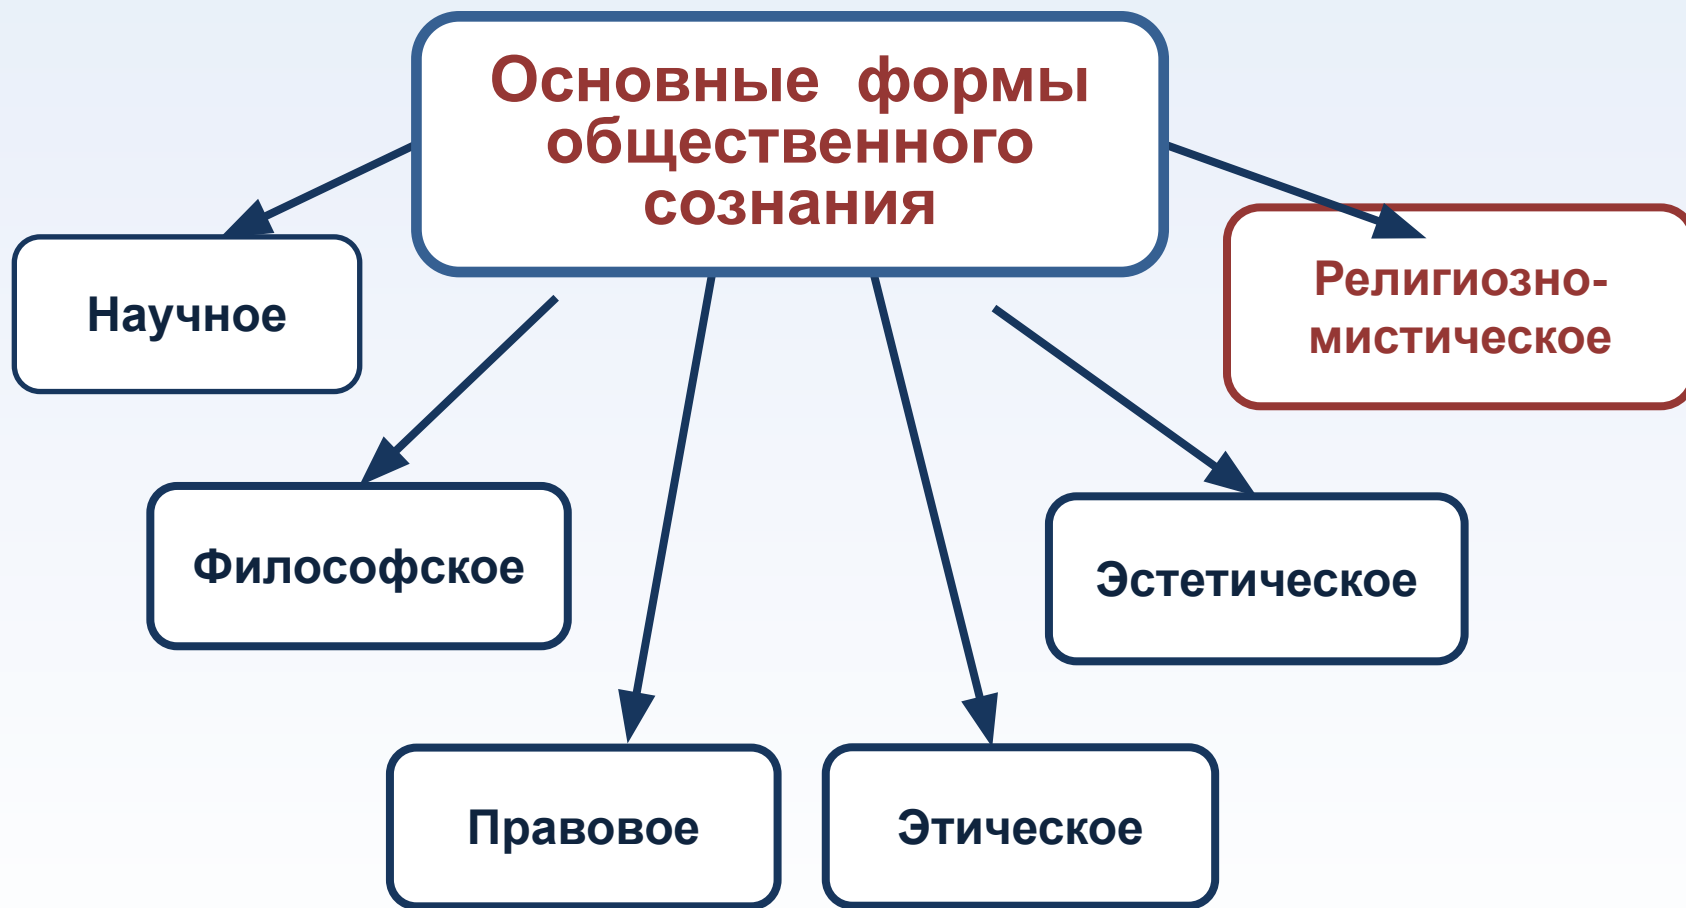 Основные формы
общественного
сознания
Научное
Религиозно-
мистическое
Философское
Эстетическое
Правовое
Этическое